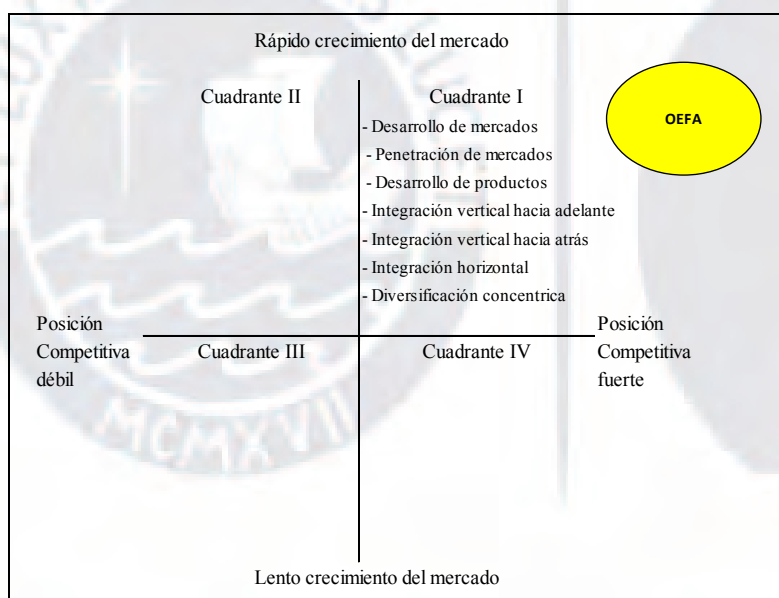 Rápido crecimiento del mercado
Cuadrante II
Cuadrante I
OEFA
- Desarrollo de mercados
- Penetración de mercados
- Desarrollo de productos
- Integración vertical hacia adelante
- Integración vertical hacia atrás
- Integración horizontal
- Diversificación concentrica
Posición
Competitiva
débil
Posición
Competitiva
fuerte
Cuadrante III
Cuadrante IV
MCMXVII
Lento crecimiento del mercado